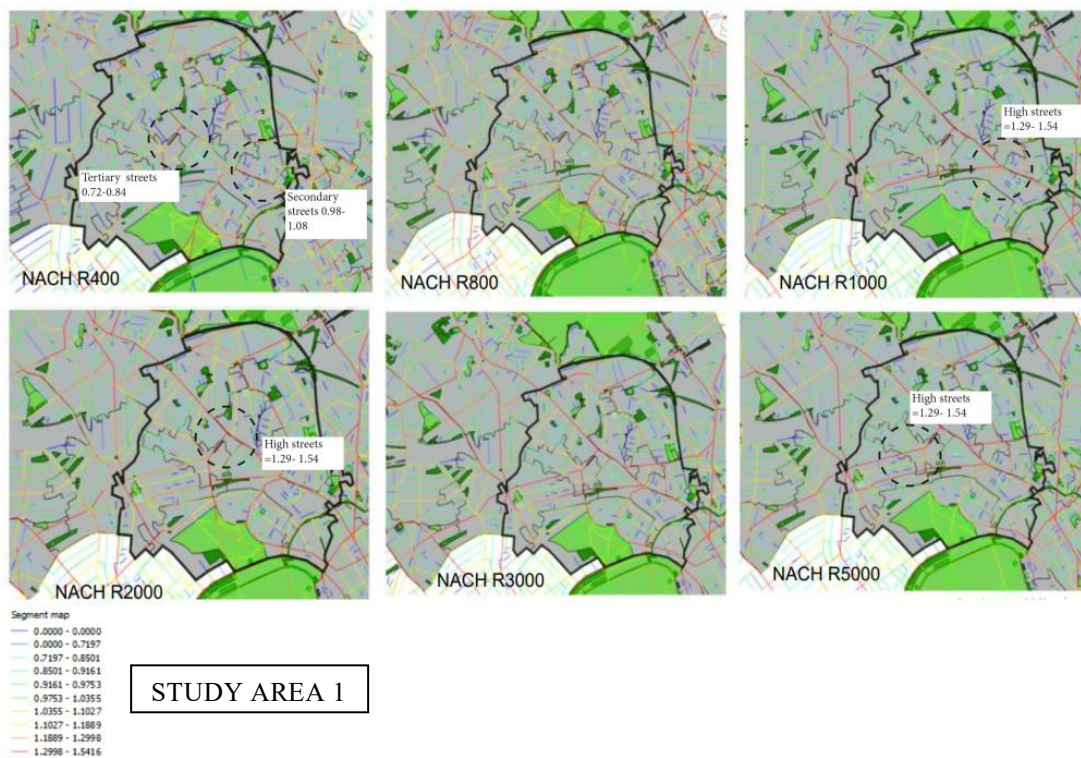 Tertiary streets
0.72-0.84
Secondary
streets 0.98-
1.08
NACH R400
NACH R800
High streets
=1.29- 1.54
NACH R1000
High streets
=1.29- 1.54
NACH R2000
NACH R3000
High streets
=1.29- 1.54
NACH R5000
Segment map
0.0000 - 0.0000
0.0000 - 0.7197
0.7197 - 0.8501
0.8501 - 0.9161
0.9161 - 0.9753
0.9753 - 1.0355
1.0355 - 1.1027
1.1027 - 1.1889
1.1889 - 1.2998
1.2998 - 1.5416
STUDY AREA 1